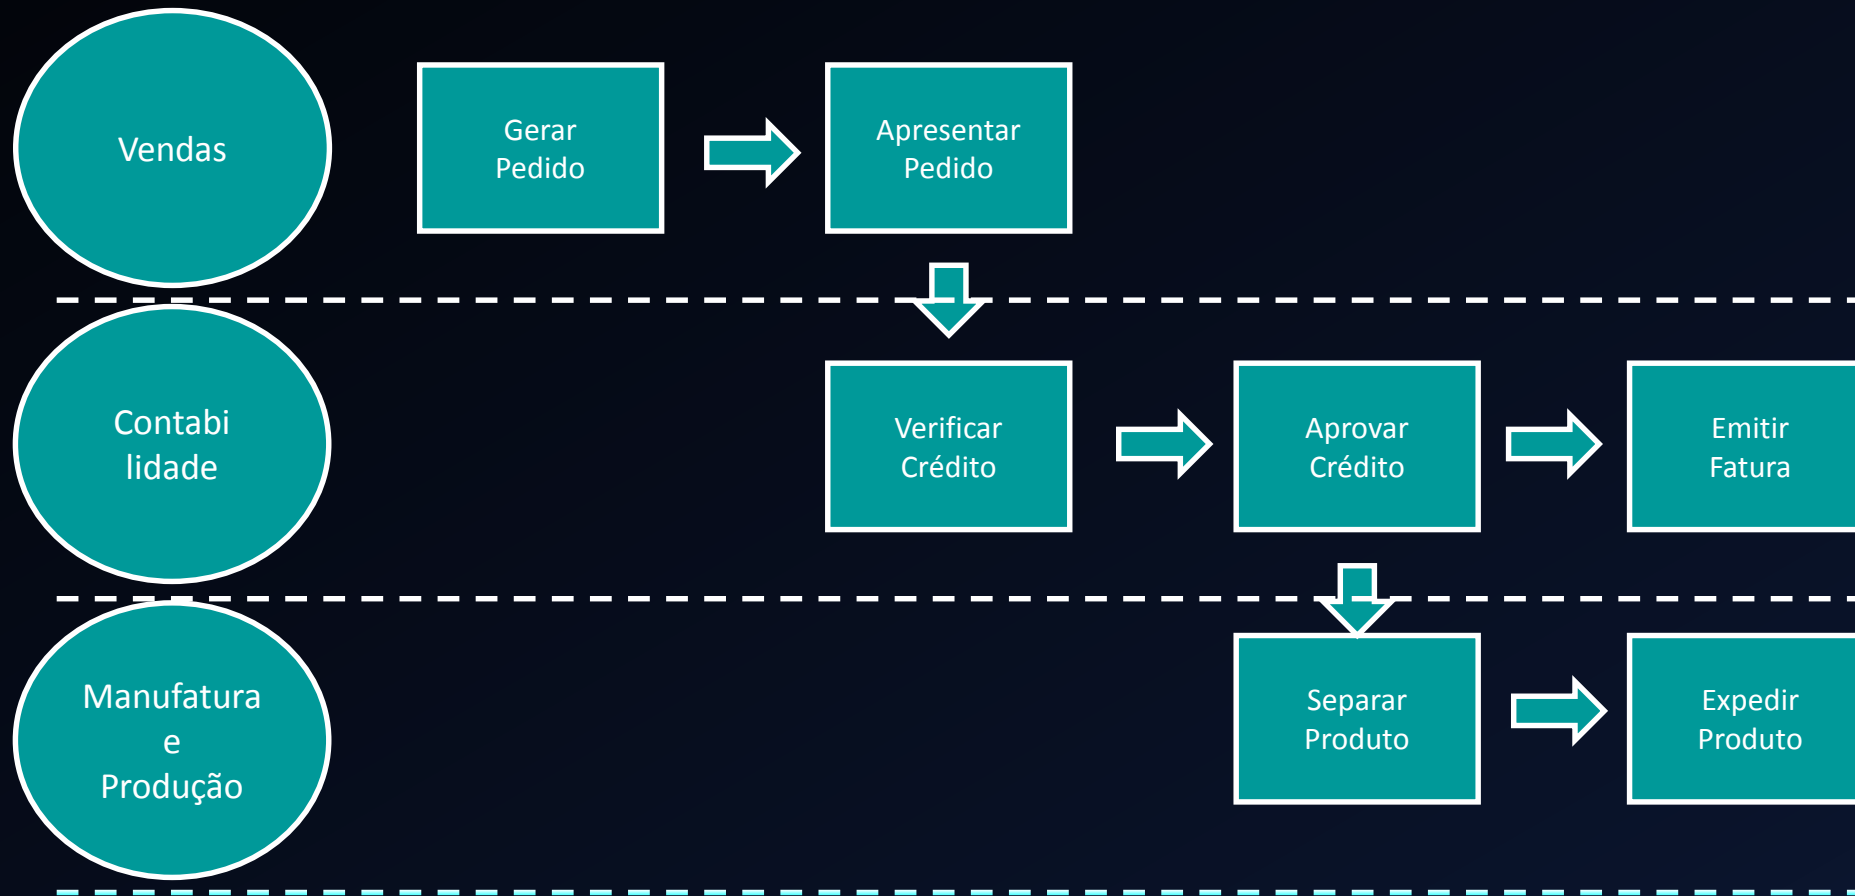 Vendas
Gerar
Pedido
Apresentar
Pedido
Contabi
lidade
Verificar
Crédito
Aprovar
Crédito
Emitir
Fatura
Manufatura
e
Produção
Separar
Produto
Expedir
Produto